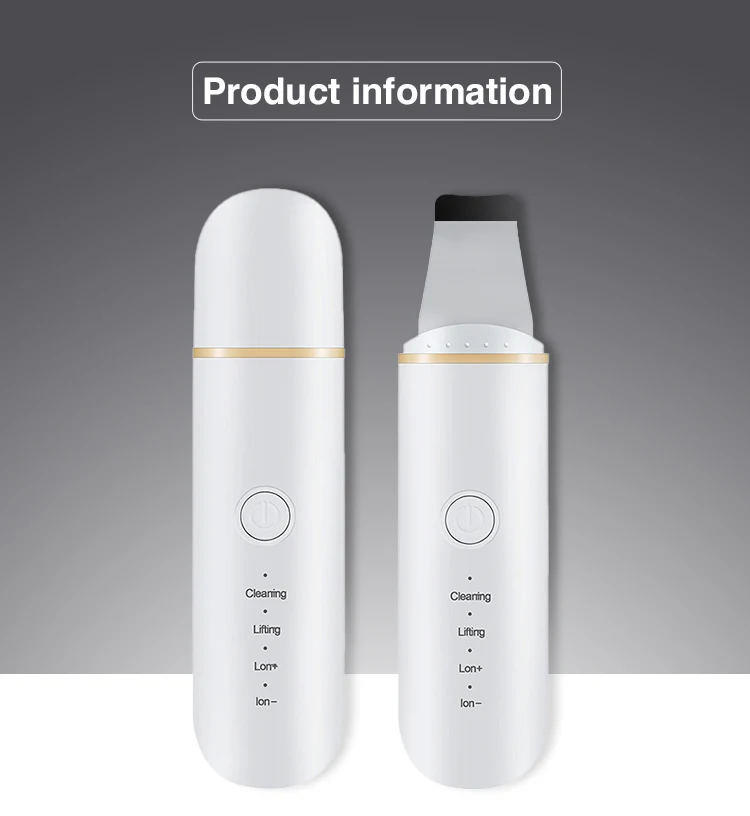 Product information
Cleaning
Lifting
Lon+
Ion-
Cleaning
Lifting
Lon+
Ion-